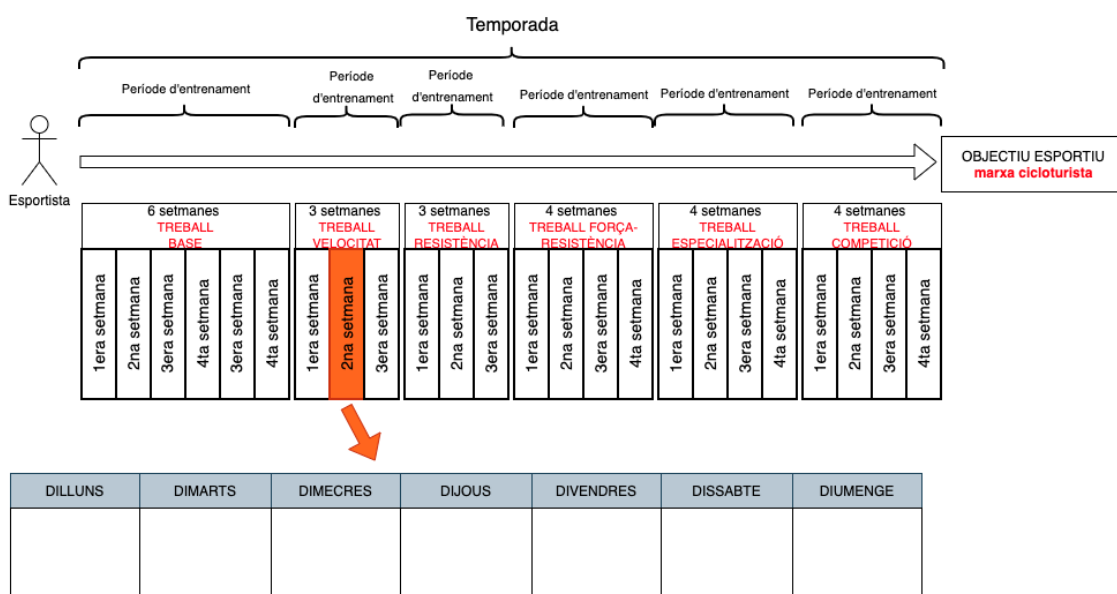 Temporada
Període d'entrenament
Període
d'entrenament
Període
d'entrenament
Període d'entrenament
Període d'entrenament
Període d'entrenament
Esportista
OBJECTIU ESPORTIU
marxa cicloturista
6 setmanes
TREBALL
BASE
3 setmanes
TREBALL
VELOCITAT
3 setmanes
TREBALL
RESISTÈNCIA
4 setmanes
TREBALL FORÇA-
RESISTÈNCIA
4 setmanes
TREBALL
ESPECIALITZACIÓ
4 setmanes
TREBALL
COMPETICIÓ
1era setmana
2na setmana
3era setmana
4ta setmana
3era setmana
4ta setmana
1era setmana
2na setmana
3era setmana
1era setmana
2na setmana
3era setmana
1era setmana
2na setmana
3era setmana
4ta setmana
1era setmana
2na setmana
3era setmana
4ta setmana
1era setmana
2na setmana
3era setmana
4ta setmana
DILLUNS
DIMARTS
DIMECRES
DIJOUS
DIVENDRES
DISSABTE
DIUMENGE